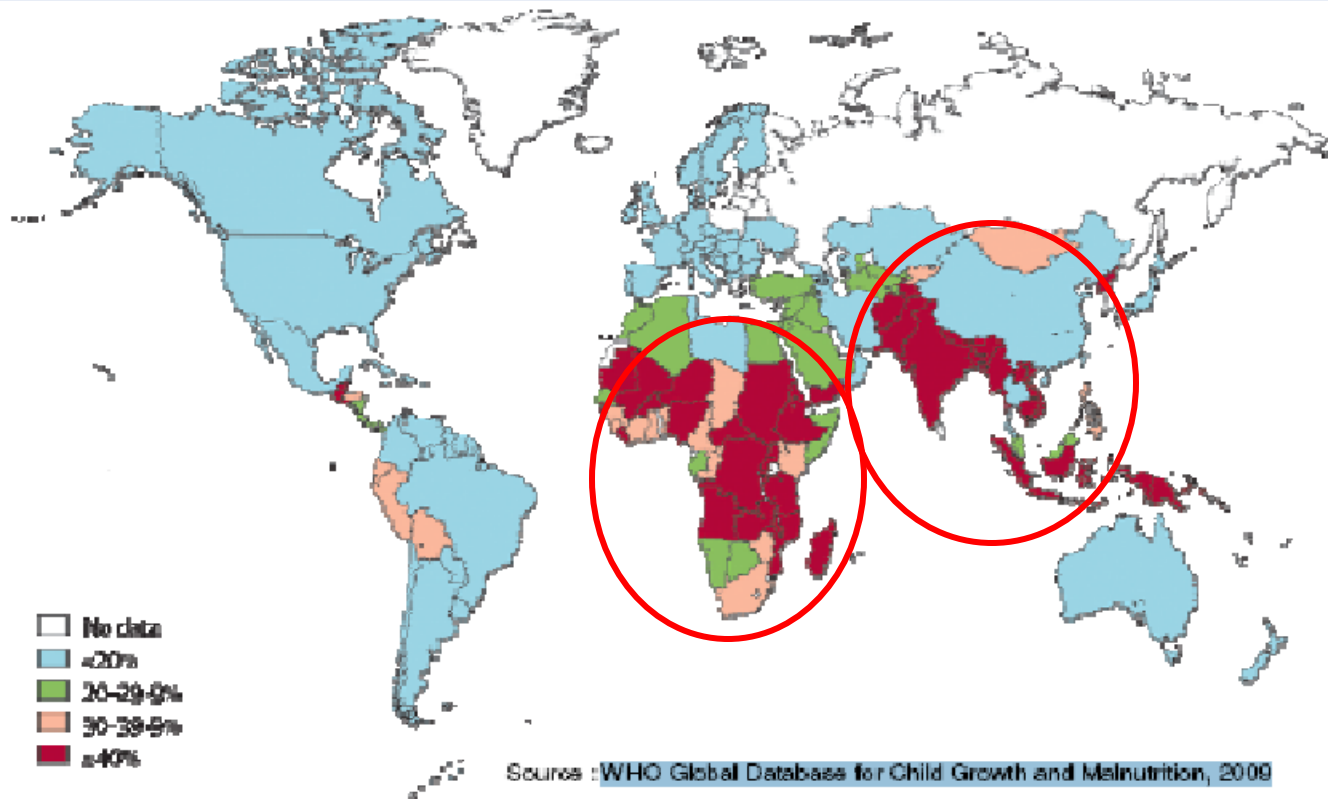 No data
<20%
20-29·9%
30-39·9%
≥40%
Source : WHO Global Database for Child Growth and Malnutrition, 2009